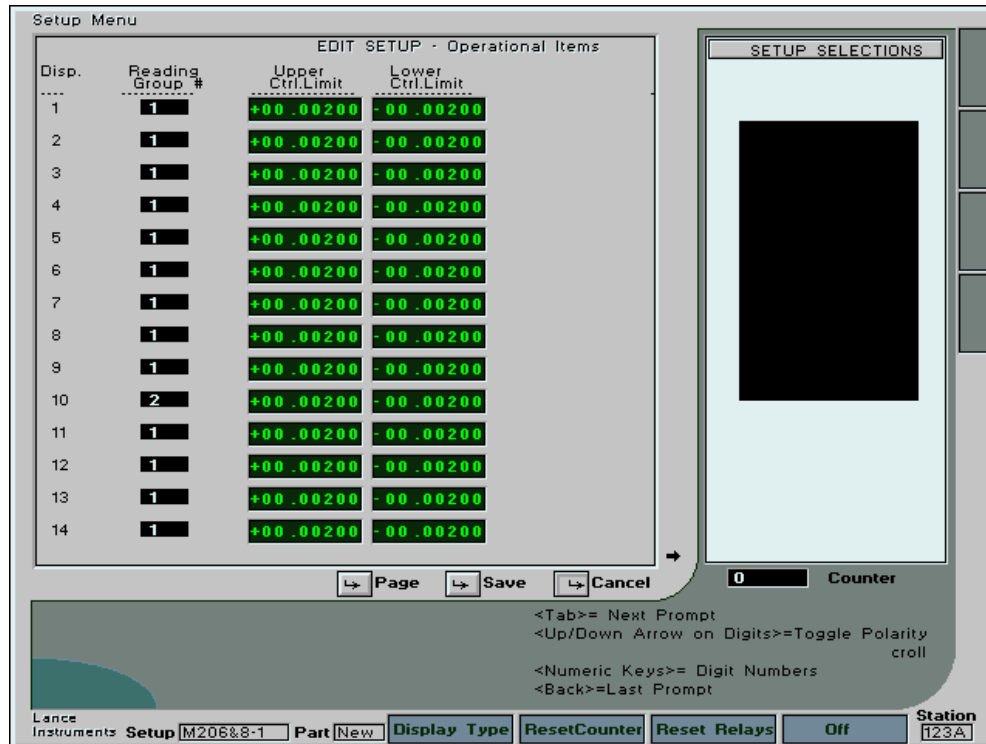 Setup Menu
EDIT SETUP - Operational Items
Disp. Reading Group # Upper Ctrl.Limit Lower Ctrl.Limit
1 1 +00.00200 -00.00200
2 1 +00.00200 -00.00200
3 1 +00.00200 -00.00200
4 1 +00.00200 -00.00200
5 1 +00.00200 -00.00200
6 1 +00.00200 -00.00200
7 1 +00.00200 -00.00200
8 1 +00.00200 -00.00200
9 1 +00.00200 -00.00200
10 2 +00.00200 -00.00200
11 1 +00.00200 -00.00200
12 1 +00.00200 -00.00200
13 1 +00.00200 -00.00200
14 1 +00.00200 -00.00200
Page Save Cancel
SETUP SELECTIONS
0 Counter
<Tab>= Next Prompt
<Up/Down Arrow on Digits>=Toggle Polarity
croll
<Numeric Keys>= Digit Numbers
<Back>=Last Prompt
Lance Instruments Setup M206&8-1 Part New Display Type ResetCounter Reset Relays Off Station 123A